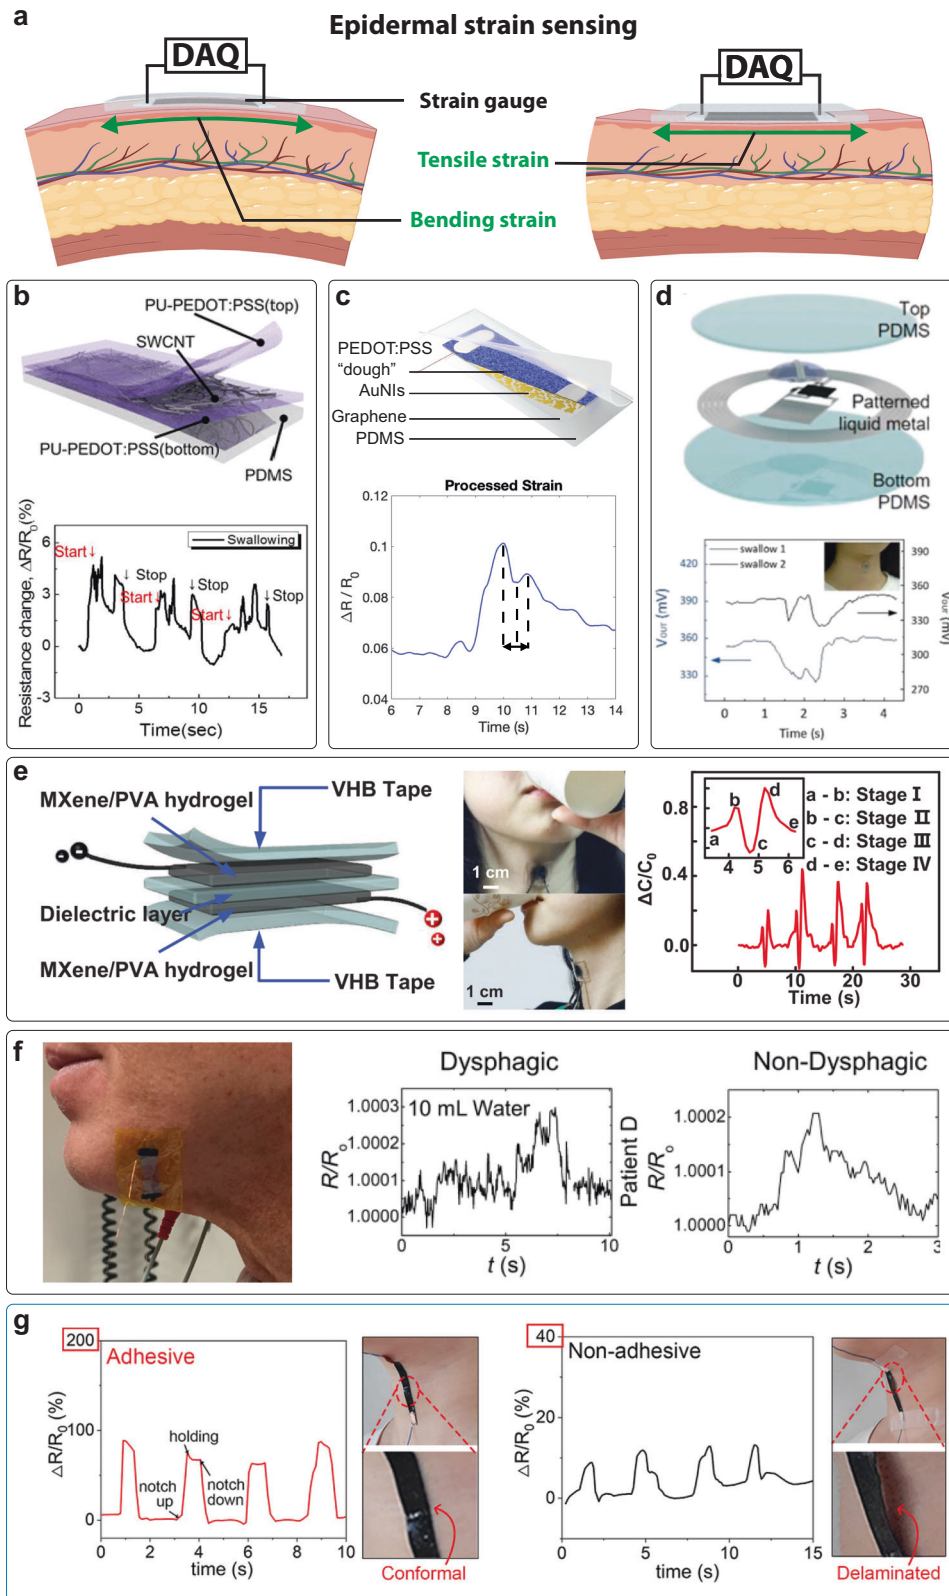 a
Epidermal strain sensing
DAQ
DAQ
Strain gauge
Tensile strain
Bending strain
b
PU-PEDOT:PSS(top)
SWCNT
PU-PEDOT:PSS(bottom)
PDMS
Resistance change, ΔR/R₀(%)
6
3
0
-3
Swallowing
Start↓
↓Stop
Start↓
↓Stop
Start↓
↓Stop
0
5
10
15
Time(sec)
c
PEDOT:PSS
"dough"
AuNIs
Graphene
PDMS
Processed Strain
ΔR / R₀
0.12
0.1
0.08
0.06
0.04
6 7 8 9 10 11 12 13 14
Time (s)
d
Top
PDMS
Patterned
liquid metal
Bottom
PDMS
swallow 1
swallow 2
V_OUT (mV)
420
390
360
330
390
360
330
300
270
V_OUT (mV)
0 1 2 3 4
Time (s)
e
MXene/PVA hydrogel
VHB Tape
Dielectric layer
MXene/PVA hydrogel
VHB Tape
1 cm
1 cm
ΔC/C₀
0.8
0.4
0.0
a
b
c
d
e
4 5 6
a - b: Stage I
b - c: Stage II
c - d: Stage III
d - e: Stage IV
0 10 20 30
Time (s)
f
Dysphagic
10 mL Water
R/Rₒ
1.0003
1.0002
1.0001
1.0000
0 5 10
t (s)
Non-Dysphagic
Patient D
R/Rₒ
1.0002
1.0001
1.0000
0 1 2 3
t (s)
g
200
100
0
ΔR/R₀ (%)
Adhesive
holding
notch
up
notch
down
0 2 4 6 8 10
time (s)
Conformal
40
20
0
ΔR/R₀ (%)
Non-adhesive
0 5 10 15
time (s)
Delaminated